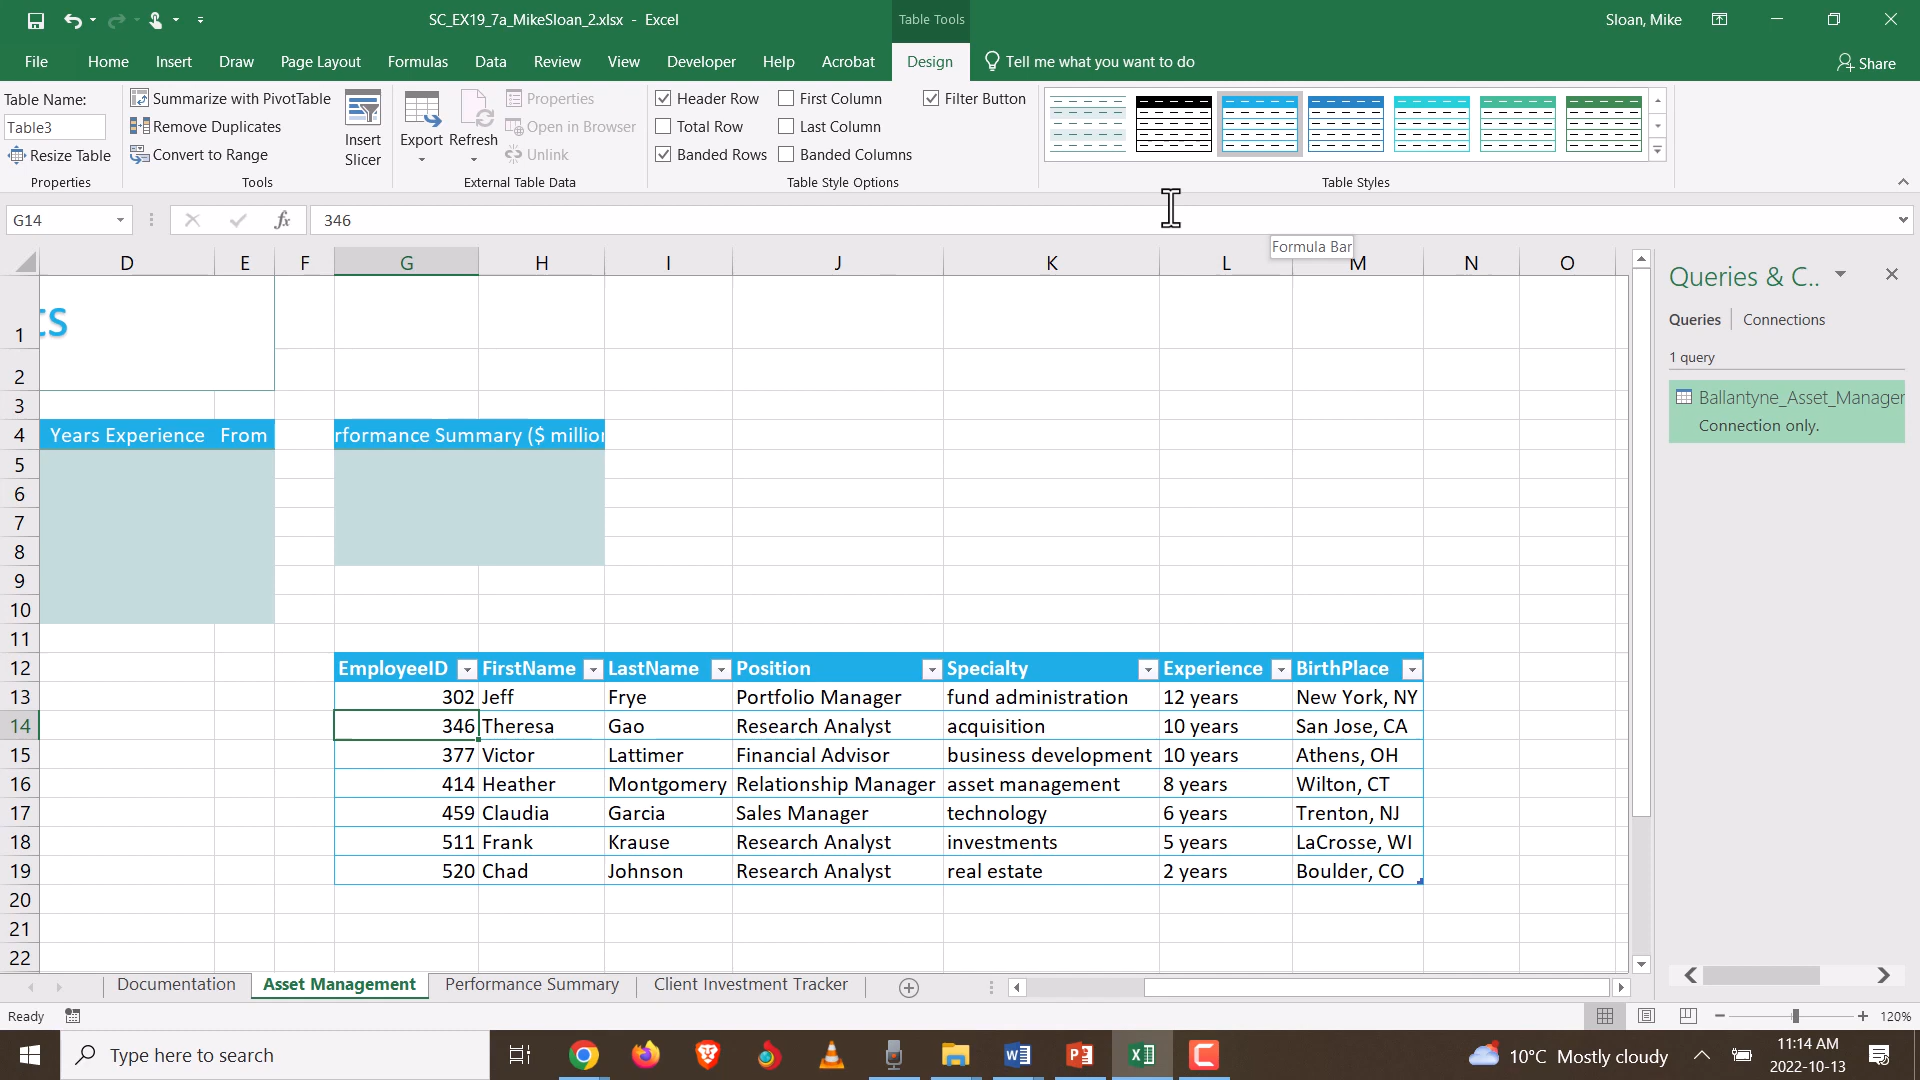 SC_EX19_7a_MikeSloan_2.xlsx - Excel
Table Tools
Sloan, Mike
File Home Insert Draw Page Layout Formulas Data Review View Developer Help Acrobat Design Tell me what you want to do Share
Table Name:
Table3
Resize Table
Properties
Summarize with PivotTable
Remove Duplicates
Convert to Range
Tools
Insert
Slicer
Export
Refresh
Properties
Open in Browser
Unlink
External Table Data
Header Row First Column Filter Button
Total Row Last Column
Banded Rows Banded Columns
Table Style Options
Table Styles
G14 fx 346
Formula Bar
D E F G H I J K L M N O
1 ts
2
3
4 Years Experience From rformance Summary ($ million
5
6
7
8
9
10
11
12 EmployeeID FirstName LastName Position Specialty Experience BirthPlace
13 302 Jeff Frye Portfolio Manager fund administration 12 years New York, NY
14 346 Theresa Gao Research Analyst acquisition 10 years San Jose, CA
15 377 Victor Lattimer Financial Advisor business development 10 years Athens, OH
16 414 Heather Montgomery Relationship Manager asset management 8 years Wilton, CT
17 459 Claudia Garcia Sales Manager technology 6 years Trenton, NJ
18 511 Frank Krause Research Analyst investments 5 years LaCrosse, WI
19 520 Chad Johnson Research Analyst real estate 2 years Boulder, CO
20
21
22
Queries & C..
Queries Connections
1 query
Ballantyne_Asset_Manager
Connection only.
Documentation Asset Management Performance Summary Client Investment Tracker
Ready
120%
Type here to search
10°C Mostly cloudy
11:14 AM
2022-10-13